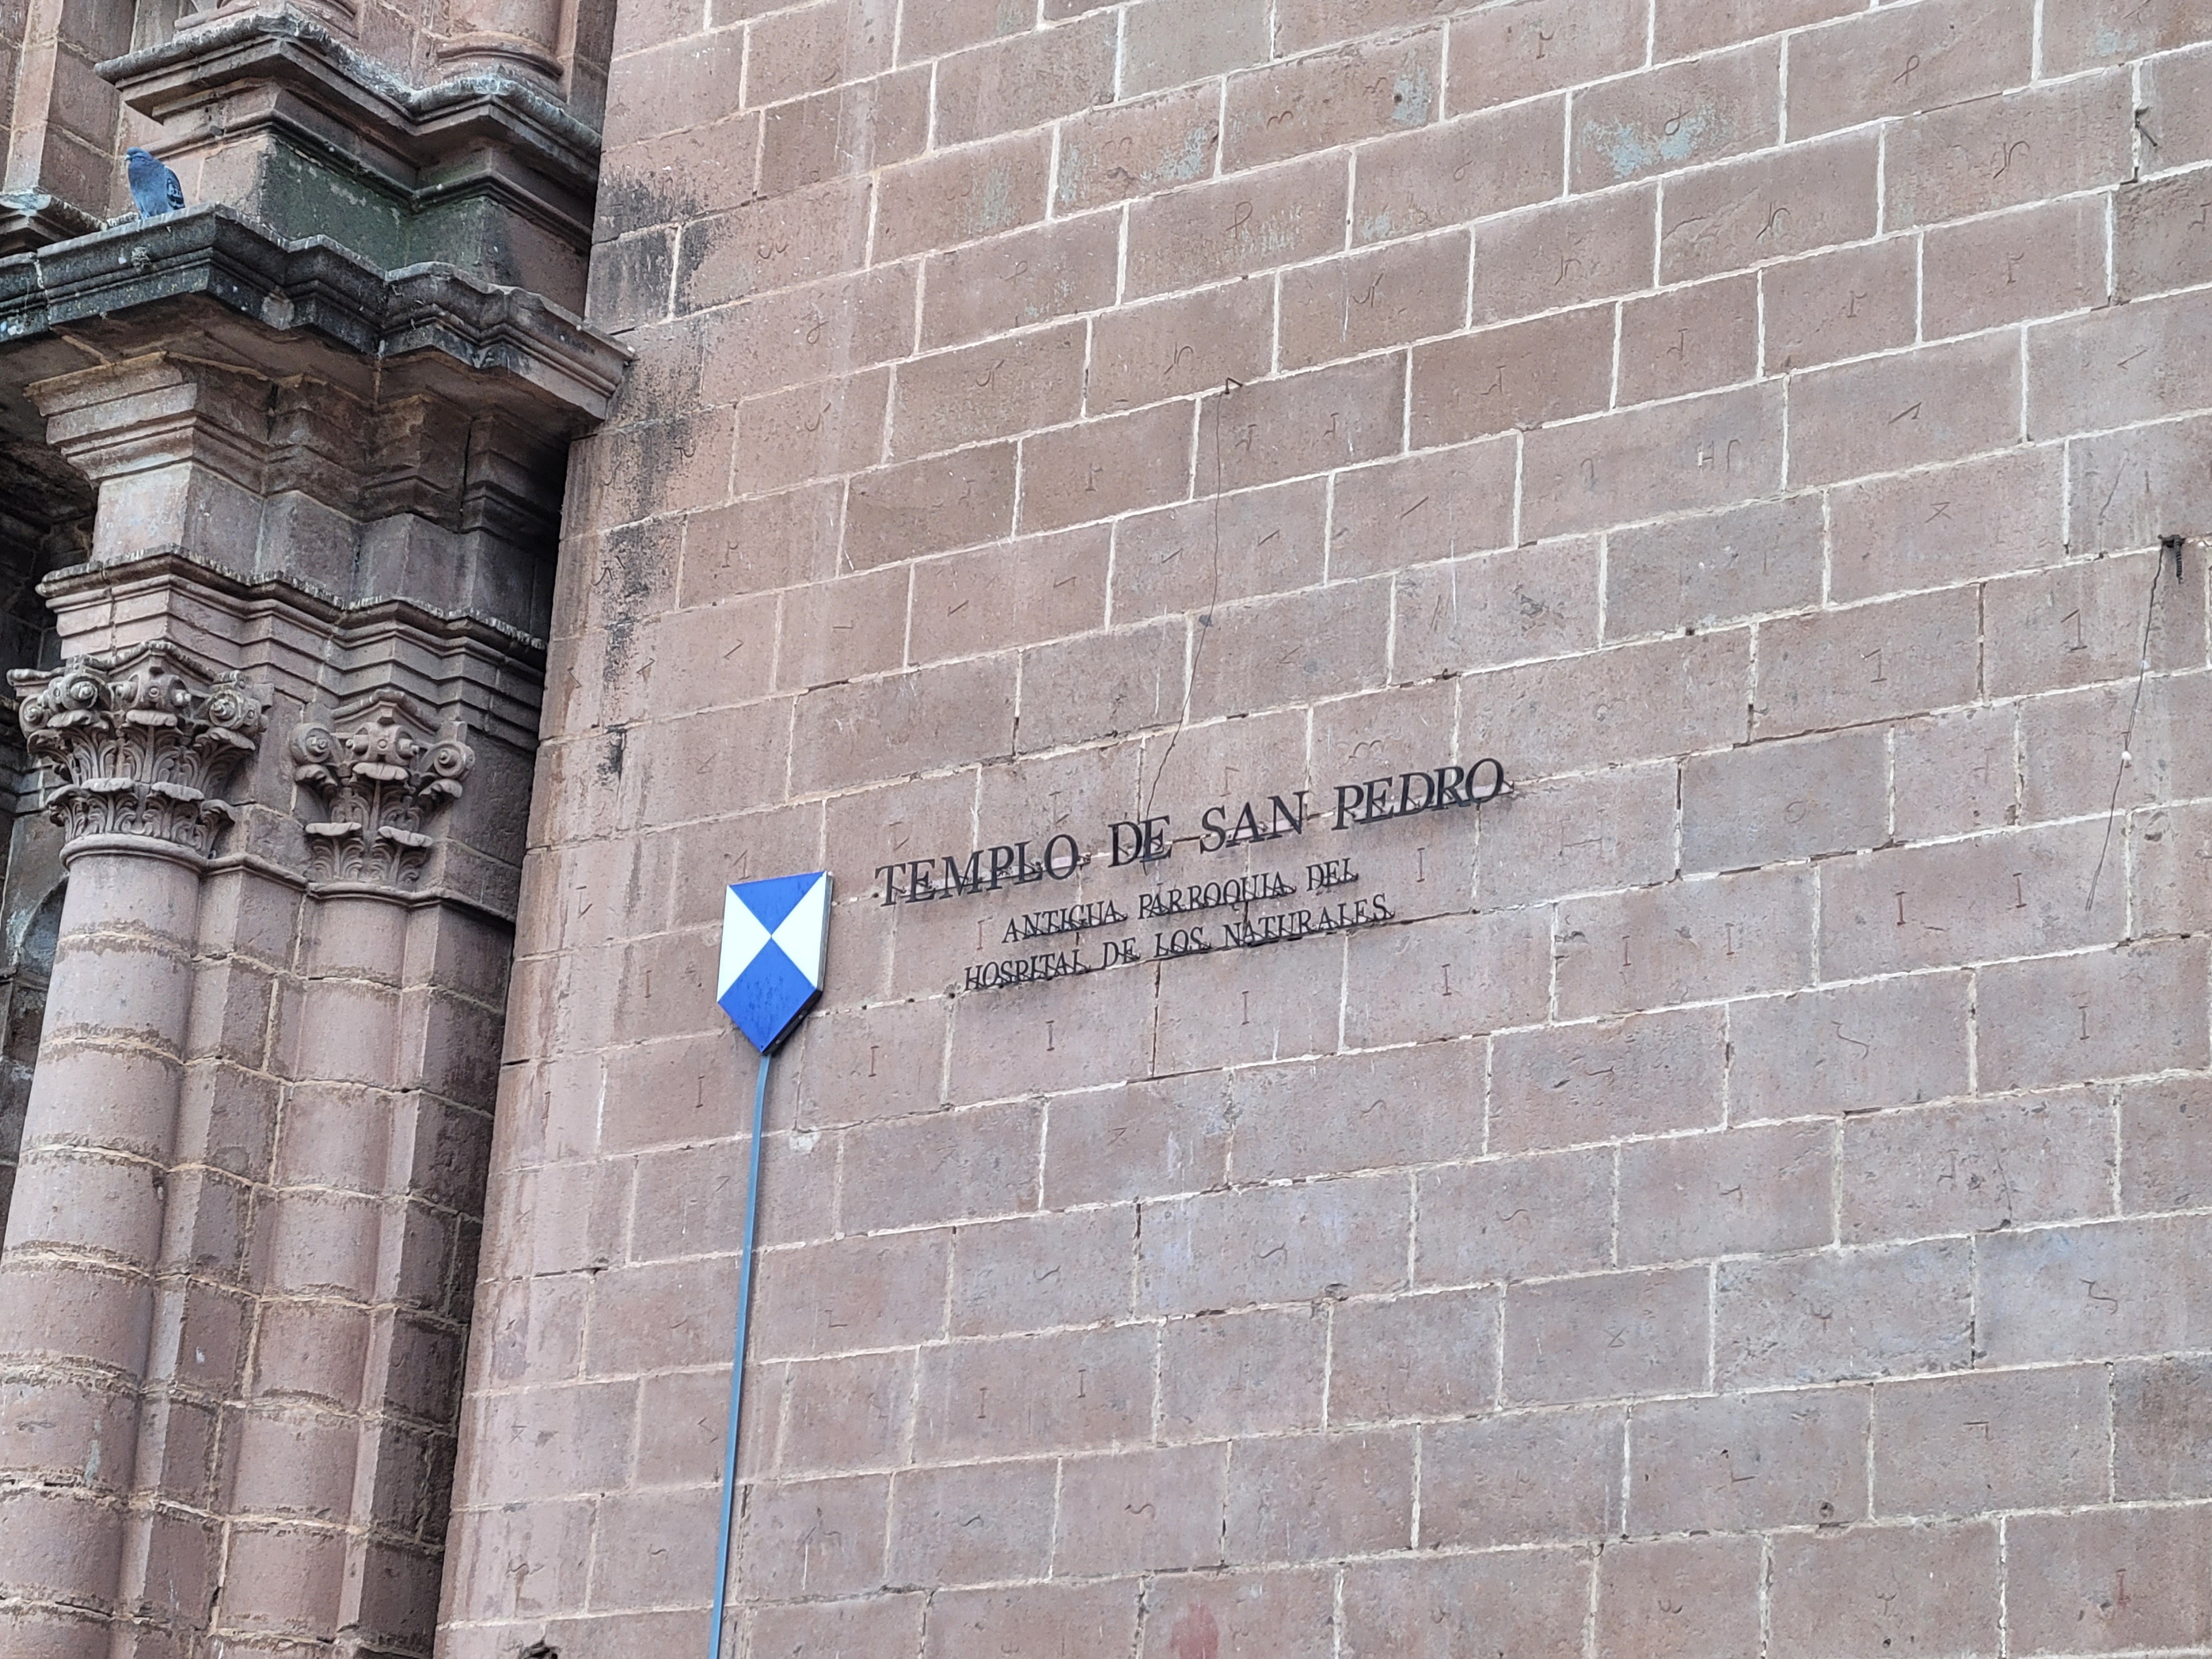 TEMPLO DE SAN PEDRO
ANTIGUA PARROQUIA DEL
HOSPITAL DE LOS NATURALES